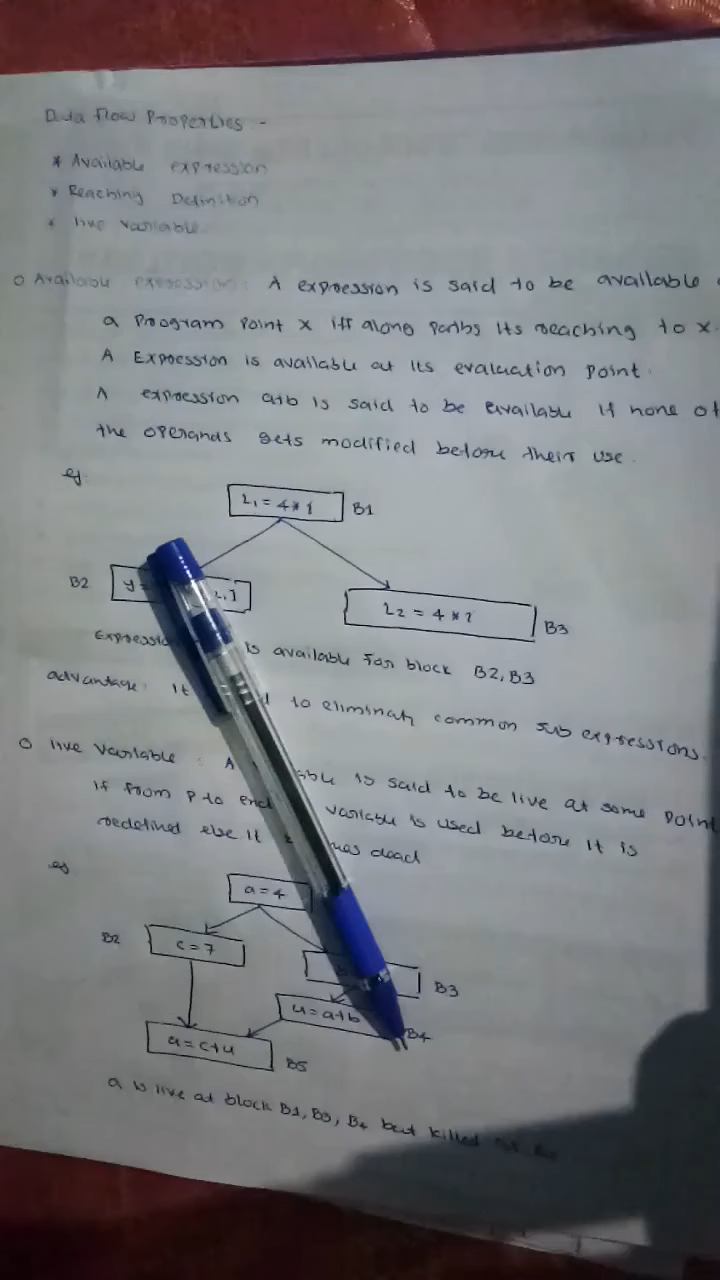 Data flow Properties :-
* Available expression
* Reaching Definition
* live variable.
o Available expression: A expression is said to be available
a Program Point x iff along paths its reaching to x.
A Expression is available at its evaluation point.
A expression a+b is said to be available if none of
the operands gets modified before their use.
eg.
L₁ = 4*i B1
B2 y=
L₂ = 4*i B3
is available for block B2, B3
advantage: It to eliminate common sub expressions.
o live variable : A is said to be live at some point
if from P to end variable is used before it is
redefined else it dead
eg
a=4
B2 c=7
B3
u=a+b B4
a=c+u B5
a is live at block B1, B3, B4 but killed